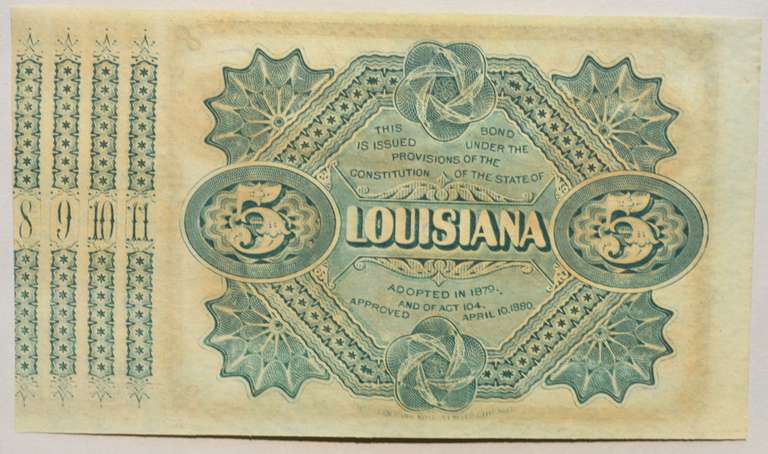 8 9 10 11
THIS BOND
IS ISSUED UNDER THE
PROVISIONS OF THE
CONSTITUTION OF THE STATE OF
5 LOUISIANA 5
ADOPTED IN 1879,
AND OF ACT 104,
APPROVED APRIL 10, 1880.